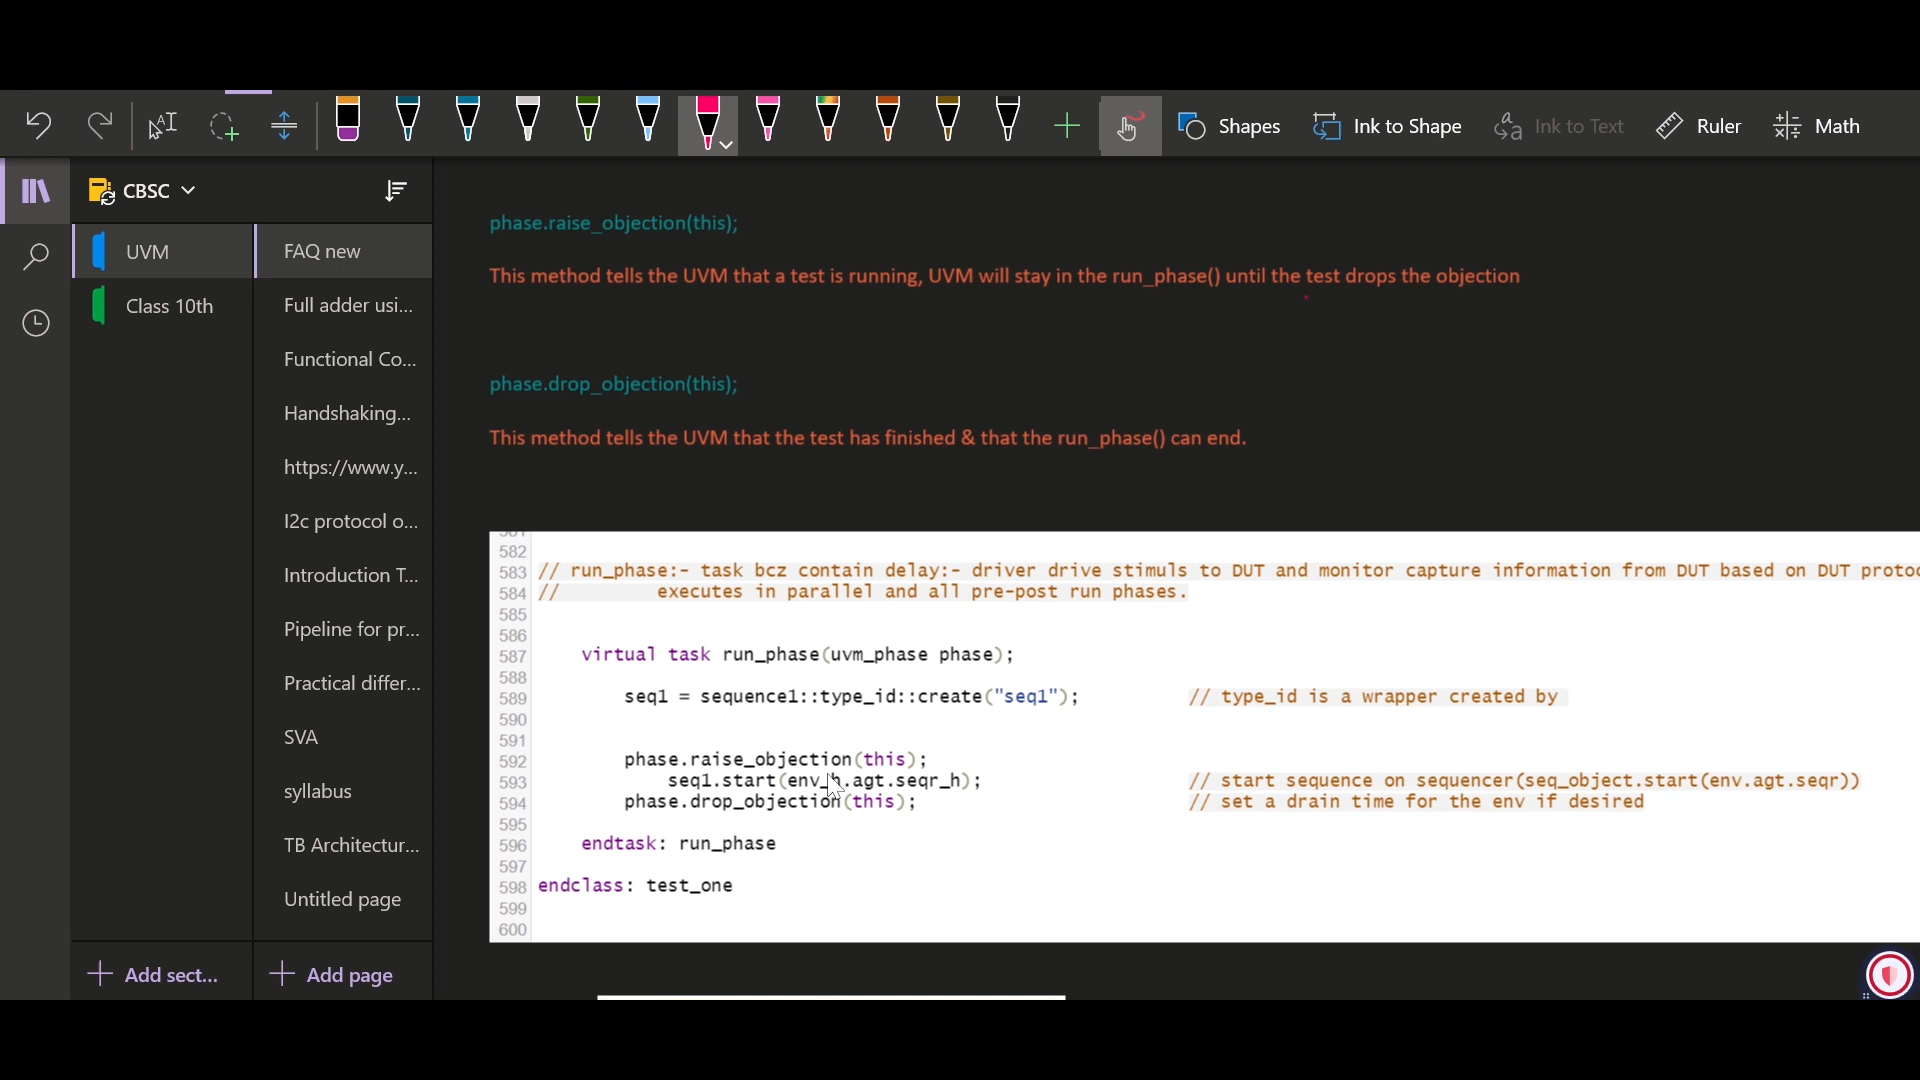 Shapes
Ink to Shape
Ink to Text
Ruler
Math
CBSC
UVM
Class 10th
FAQ new
Full adder usi...
Functional Co...
Handshaking...
https://www.y...
I2c protocol o...
Introduction T...
Pipeline for pr...
Practical differ...
SVA
syllabus
TB Architectur...
Untitled page
Add sect...
Add page
phase.raise_objection(this);
This method tells the UVM that a test is running, UVM will stay in the run_phase() until the test drops the objection
phase.drop_objection(this);
This method tells the UVM that the test has finished & that the run_phase() can end.
582
583 // run_phase:- task bcz contain delay:- driver drive stimuls to DUT and monitor capture information from DUT based on DUT protoc
584 // executes in parallel and all pre-post run phases.
585
586
587 virtual task run_phase(uvm_phase phase);
588
589 seq1 = sequence1::type_id::create("seq1"); // type_id is a wrapper created by
590
591
592 phase.raise_objection(this);
593 seq1.start(env_h.agt.seqr_h); // start sequence on sequencer(seq_object.start(env.agt.seqr))
594 phase.drop_objection(this); // set a drain time for the env if desired
595
596 endtask: run_phase
597
598 endclass: test_one
599
600